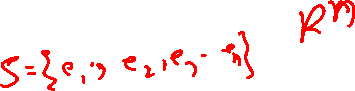 R^n
S={e₁, e₂, e₃ - eₙ}